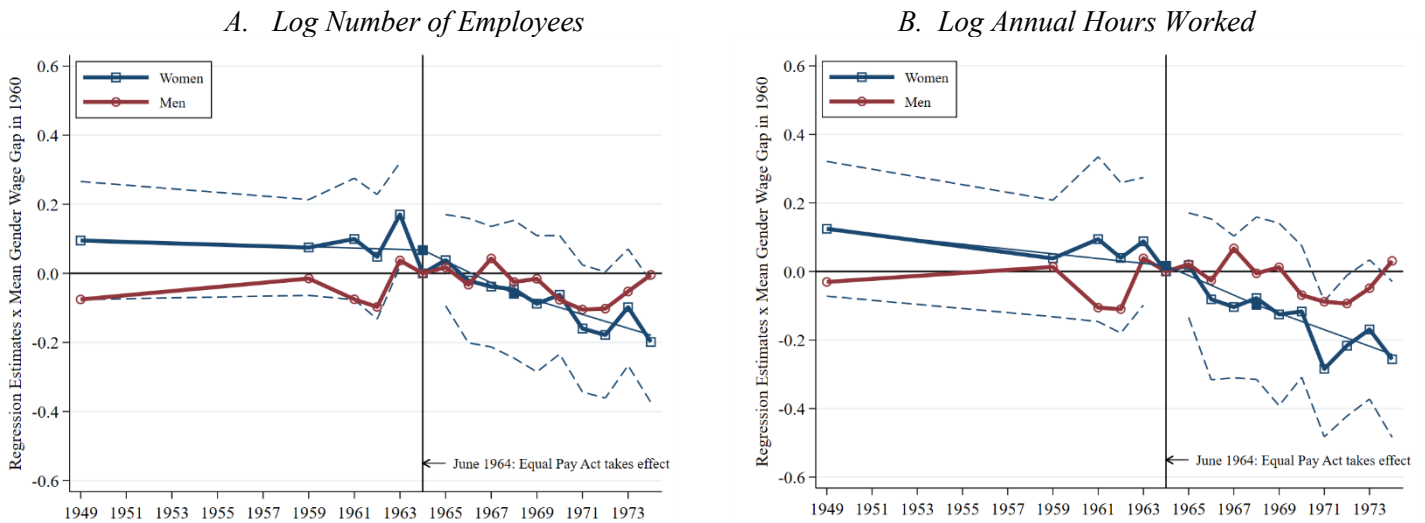 A. Log Number of Employees
Regression Estimates x Mean Gender Wage Gap in 1960
0.6
0.4
0.2
0.0
-0.2
-0.4
-0.6
Women
Men
June 1964: Equal Pay Act takes effect
1949 1951 1953 1955 1957 1959 1961 1963 1965 1967 1969 1971 1973
B. Log Annual Hours Worked
Regression Estimates x Mean Gender Wage Gap in 1960
0.6
0.4
0.2
0.0
-0.2
-0.4
-0.6
Women
Men
June 1964: Equal Pay Act takes effect
1949 1951 1953 1955 1957 1959 1961 1963 1965 1967 1969 1971 1973